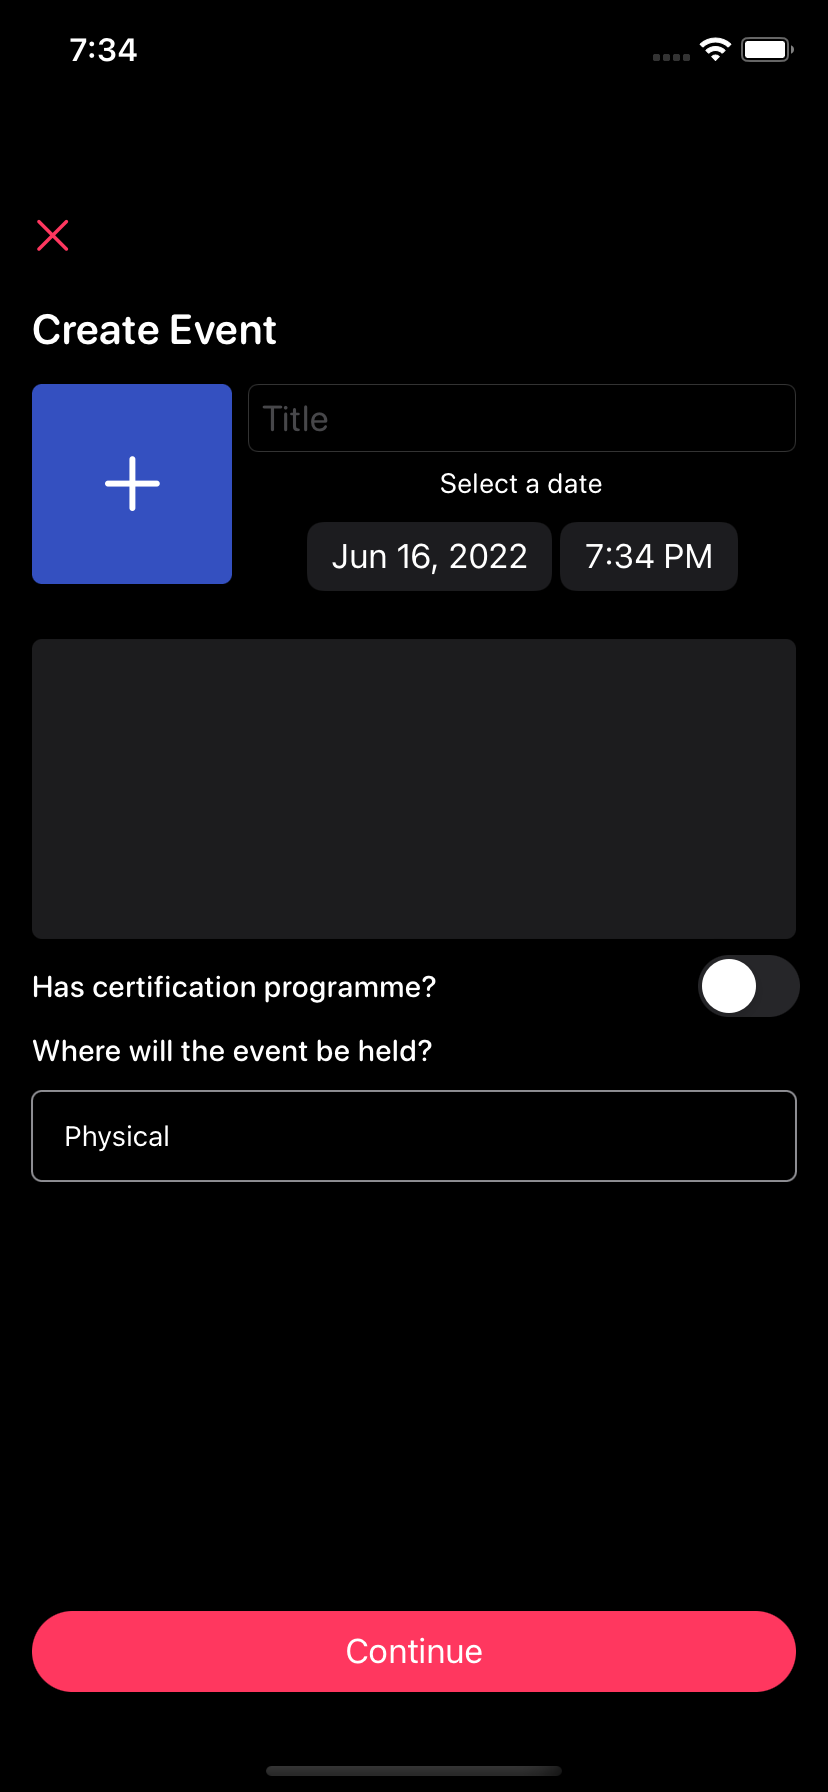 7:34
Create Event
Title
Select a date
Jun 16, 2022
7:34 PM
Has certification programme?
Where will the event be held?
Physical
Continue